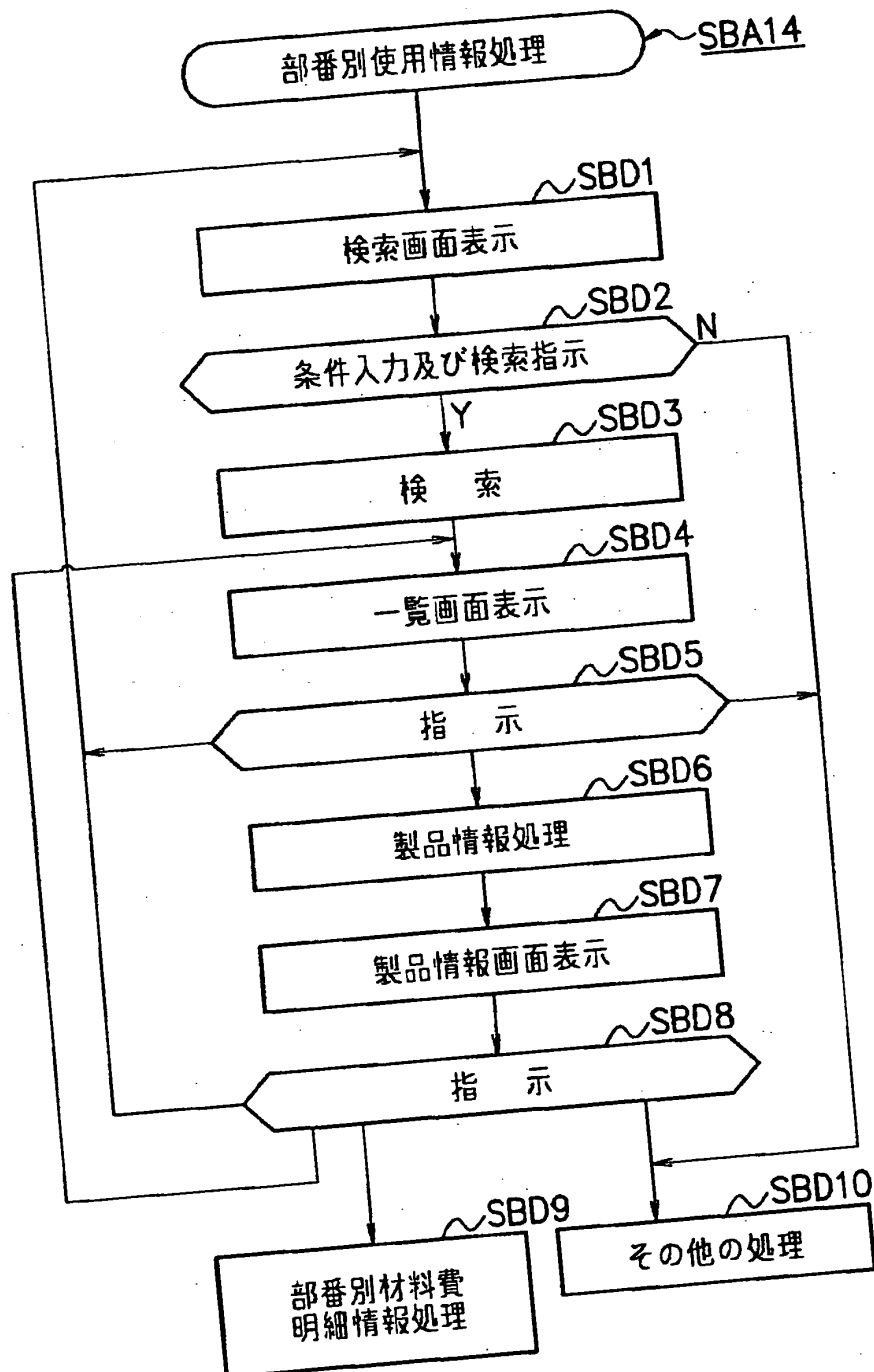 部番別使用情報処理
SBA14
SBD1
検索画面表示
SBD2
条件入力及び検索指示
N
Y
SBD3
検　索
SBD4
一覧画面表示
SBD5
指　示
SBD6
製品情報処理
SBD7
製品情報画面表示
SBD8
指　示
SBD9
部番別材料費
明細情報処理
SBD10
その他の処理